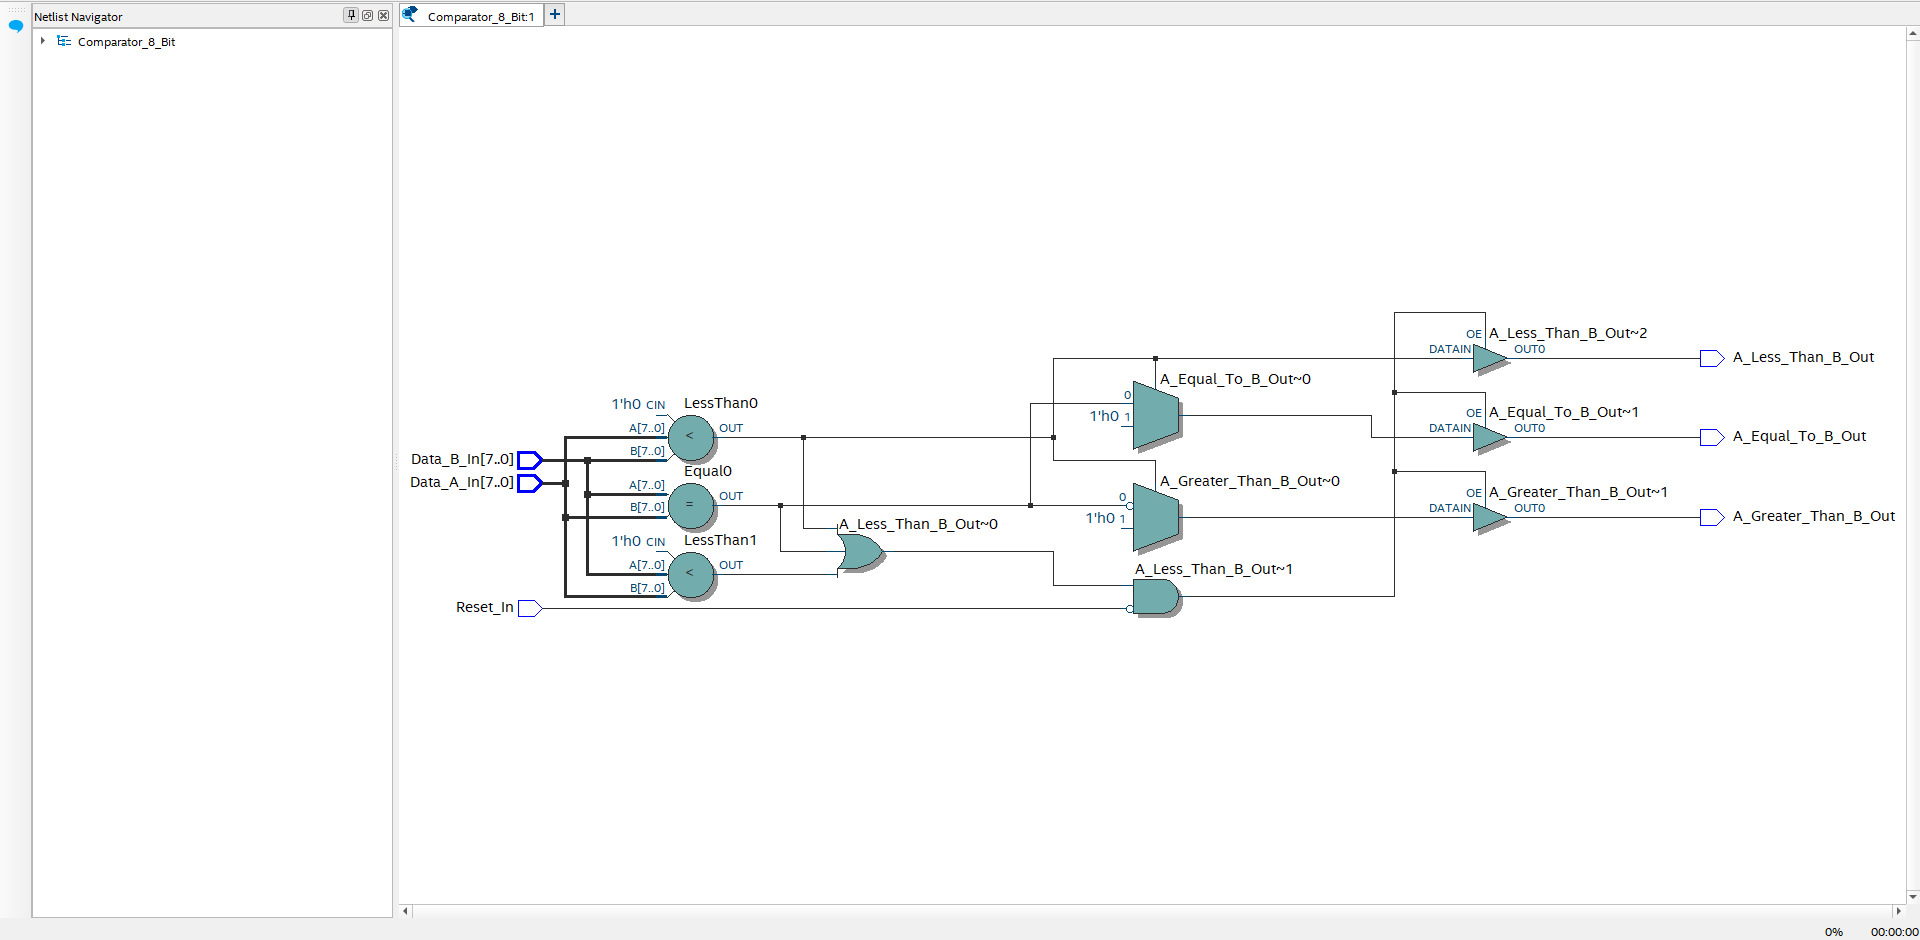 Netlist Navigator
Comparator_8_Bit
Comparator_8_Bit:1
+
OE A_Less_Than_B_Out~2
DATAIN OUT0
A_Less_Than_B_Out
A_Equal_To_B_Out~0
0
1'h0 1
OE A_Equal_To_B_Out~1
DATAIN OUT0
A_Equal_To_B_Out
1'h0 CIN LessThan0
A[7..0] < OUT
B[7..0]
Data_B_In[7..0]
Data_A_In[7..0]
Equal0
A[7..0] OUT
B[7..0] =
A_Greater_Than_B_Out~0
0
1'h0 1
OE A_Greater_Than_B_Out~1
DATAIN OUT0
A_Greater_Than_B_Out
A_Less_Than_B_Out~0
1'h0 CIN LessThan1
A[7..0] < OUT
B[7..0]
A_Less_Than_B_Out~1
Reset_In
0% 00:00:00